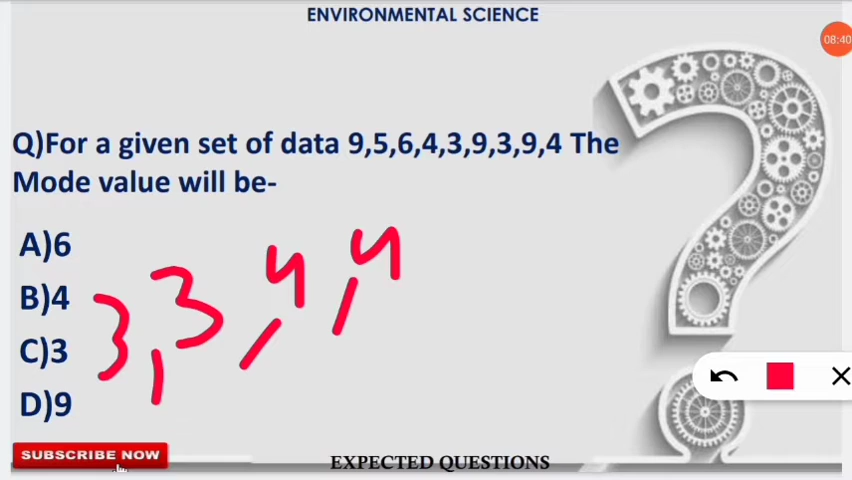 ENVIRONMENTAL SCIENCE
08:40
Q)For a given set of data 9,5,6,4,3,9,3,9,4 The
Mode value will be-
A)6
B)4
C)3
D)9
3,3,4,4
SUBSCRIBE NOW
EXPECTED QUESTIONS